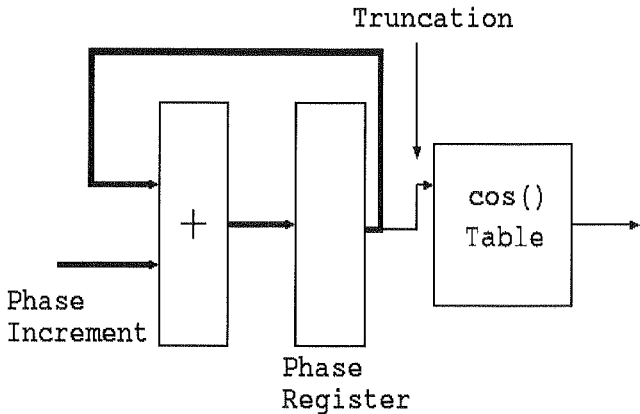 Truncation
+
cos()
Table
Phase
Increment
Phase
Register